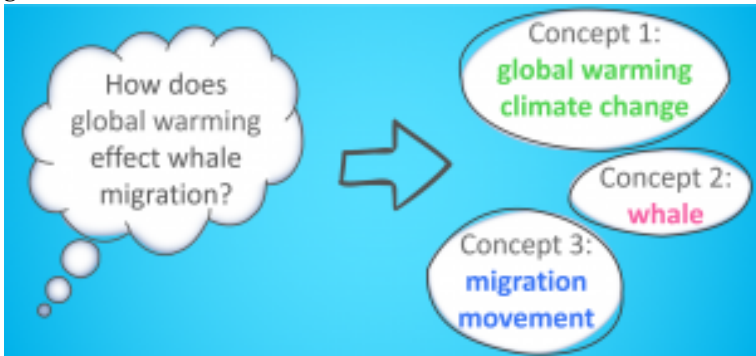 How does
global warming
effect whale
migration?
Concept 1:
global warming
climate change
Concept 2:
whale
Concept 3:
migration
movement